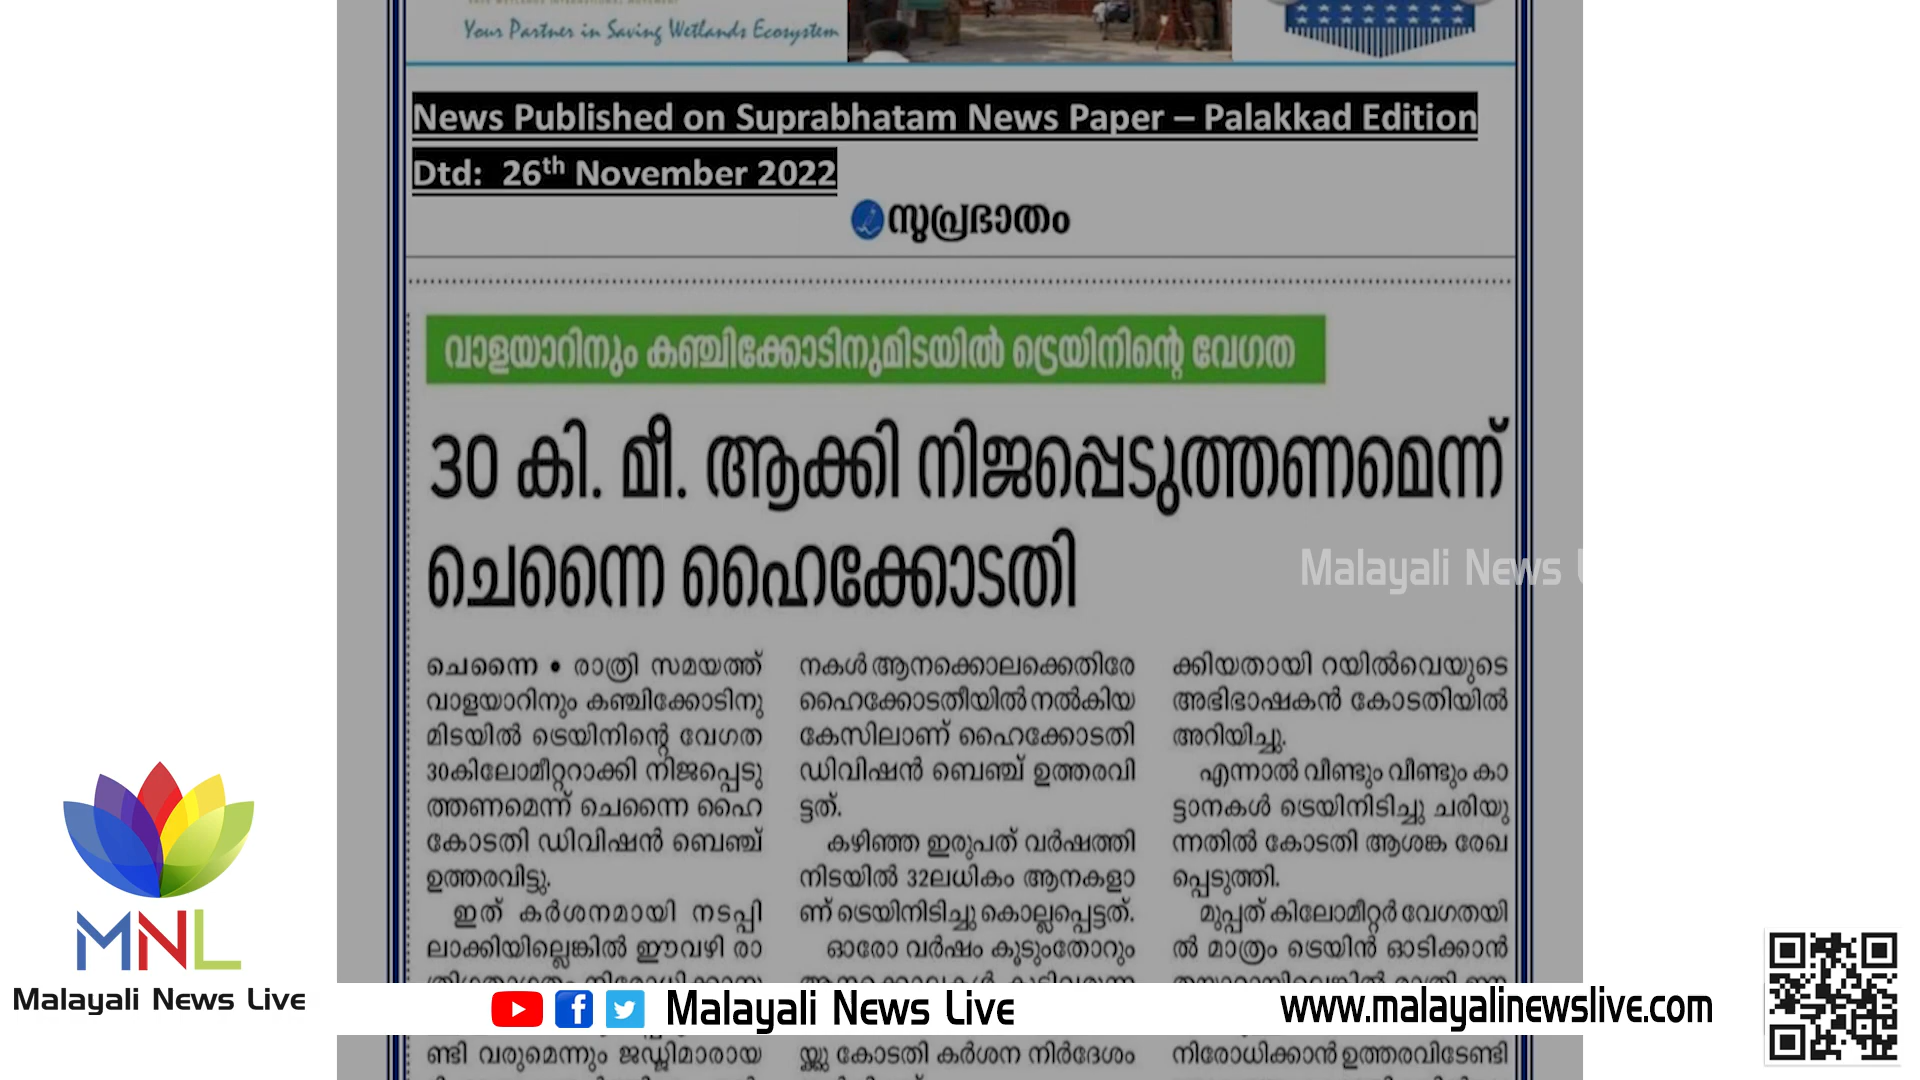 Your Partner in Saving Wetlands Ecosystem
News Published on Suprabhatam News Paper – Palakkad Edition
Dtd: 26th November 2022
സുപ്രഭാതം
വാളയാറിനും കഞ്ചിക്കോടിനുമിടയിൽ ട്രെയിനിന്റെ വേഗത
30 കി. മീ. ആക്കി നിജപ്പെടുത്തണമെന്ന്
ചെന്നൈ ഹൈക്കോടതി
Malayali News
ചെന്നൈ • രാത്രി സമയത്ത്
വാളയാറിനും കഞ്ചിക്കോടിനു
മിടയിൽ ട്രെയിനിന്റെ വേഗത
30കിലോമീറ്ററാക്കി നിജപ്പെടു
ത്തണമെന്ന് ചെന്നൈ ഹൈ
കോടതി ഡിവിഷൻ ബെഞ്ച്
ഉത്തരവിട്ടു.
ഇത് കർശനമായി നടപ്പി
ലാക്കിയില്ലെങ്കിൽ ഈവഴി രാ
ണ്ടി വരുമെന്നും ജഡ്ജിമാരായ
നകൾ ആനക്കൊലക്കെതിരേ
ഹൈക്കോടതീയിൽ നൽകിയ
കേസിലാണ് ഹൈക്കോടതി
ഡിവിഷൻ ബെഞ്ച് ഉത്തരവി
ട്ടത്.
കഴിഞ്ഞ ഇരുപത് വർഷത്തി
നിടയിൽ 32ലധികം ആനകളാ
ണ് ട്രെയിനിടിച്ചു കൊല്ലപ്പെട്ടത്.
ഓരോ വർഷം കൂടുംതോറും
യ്ക്കു കോടതി കർശന നിർദേശം
ക്കിയതായി റയിൽവെയുടെ
അഭിഭാഷകൻ കോടതിയിൽ
അറിയിച്ചു.
എന്നാൽ വീണ്ടും വീണ്ടും കാ
ട്ടാനകൾ ട്രെയിനിടിച്ചു ചരിയു
ന്നതിൽ കോടതി ആശങ്ക രേഖ
പ്പെടുത്തി.
മുപ്പത് കിലോമീറ്റർ വേഗതയി
ൽ മാത്രം ട്രെയിൻ ഓടിക്കാൻ
നിരോധിക്കാൻ ഉത്തരവിടേണ്ടി
MNL
Malayali News Live
Malayali News Live
www.malayalinewslive.com